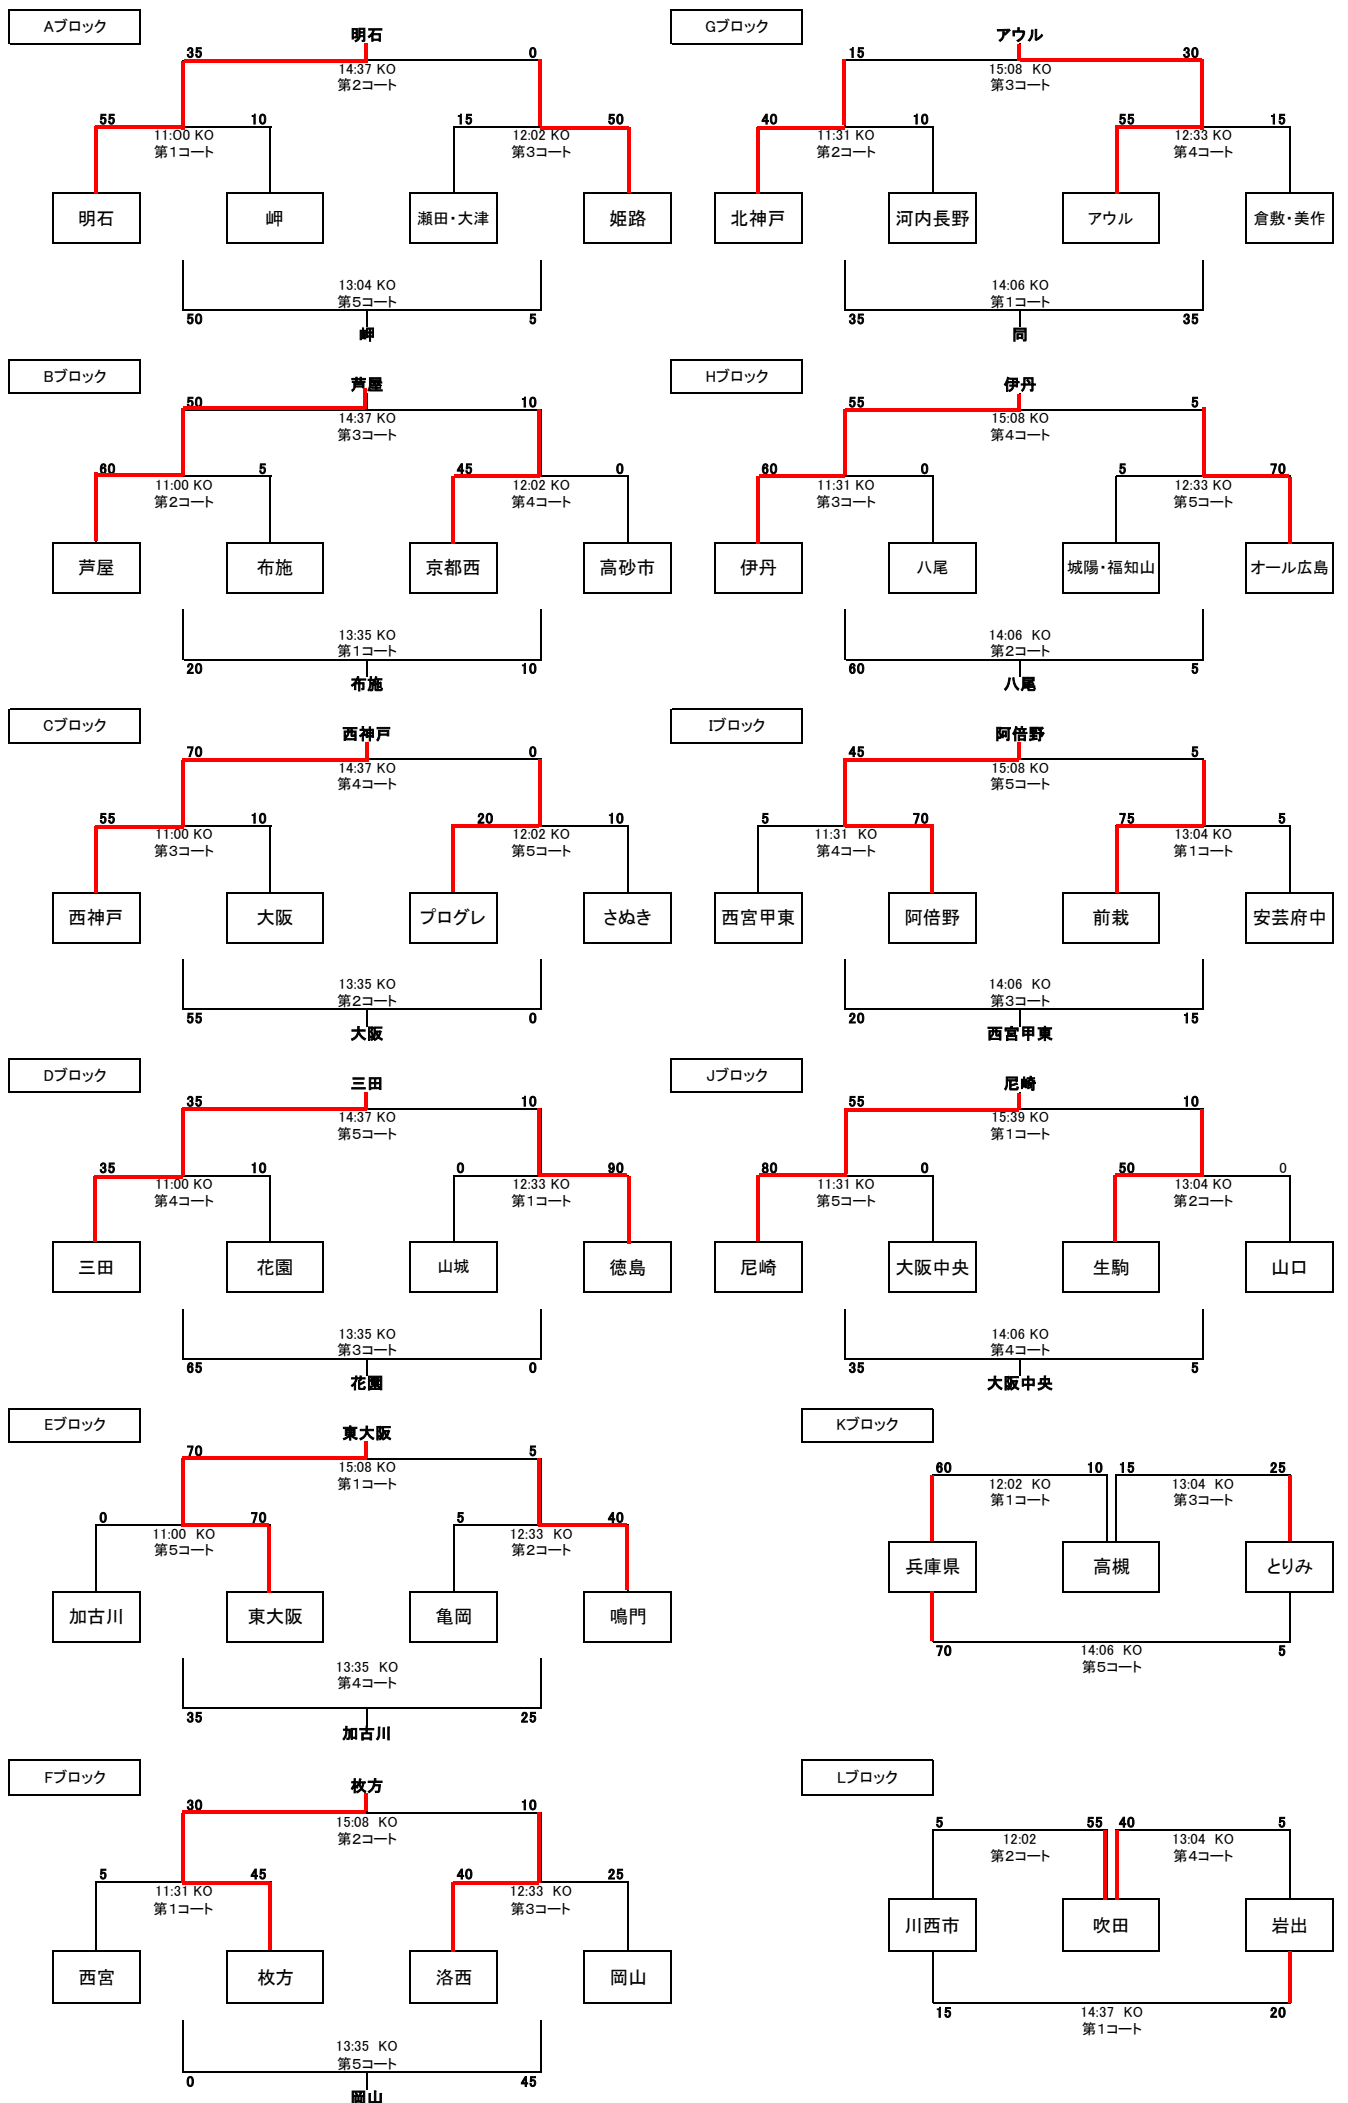 Aブロック
明石
35 0
14:37 KO
第2コート
55 10 15 50
11:00 KO 12:02 KO
第1コート 第3コート
明石 岬 瀬田・大津 姫路
13:04 KO
第5コート
50 5
岬
Bブロック
芦屋
50 10
14:37 KO
第3コート
60 5 45 0
11:00 KO 12:02 KO
第2コート 第4コート
芦屋 布施 京都西 高砂市
13:35 KO
第1コート
20 10
布施
Cブロック
西神戸
70 0
14:37 KO
第4コート
55 10 20 10
11:00 KO 12:02 KO
第3コート 第5コート
西神戸 大阪 プログレ さぬき
13:35 KO
第2コート
55 0
大阪
Dブロック
三田
35 10
14:37 KO
第5コート
35 10 0 90
11:00 KO 12:33 KO
第4コート 第1コート
三田 花園 山城 徳島
13:35 KO
第3コート
65 0
花園
Eブロック
東大阪
70 5
15:08 KO
第1コート
0 70 5 40
11:00 KO 12:33 KO
第5コート 第2コート
加古川 東大阪 亀岡 鳴門
13:35 KO
第4コート
35 25
加古川
Fブロック
枚方
30 10
15:08 KO
第2コート
5 45 40 25
11:31 KO 12:33 KO
第1コート 第3コート
西宮 枚方 洛西 岡山
13:35 KO
第5コート
0 45
岡山
Gブロック
アウル
15 30
15:08 KO
第3コート
40 10 55 15
11:31 KO 12:33 KO
第2コート 第4コート
北神戸 河内長野 アウル 倉敷・美作
14:06 KO
第1コート
35 35
同
Hブロック
伊丹
55 5
15:08 KO
第4コート
60 0 5 70
11:31 KO 12:33 KO
第3コート 第5コート
伊丹 八尾 城陽・福知山 オール広島
14:06 KO
第2コート
60 5
八尾
Iブロック
阿倍野
45 5
15:08 KO
第5コート
5 70 75 5
11:31 KO 13:04 KO
第4コート 第1コート
西宮甲東 阿倍野 前栽 安芸府中
14:06 KO
第3コート
20 15
西宮甲東
Jブロック
尼崎
55 10
15:39 KO
第1コート
80 0 50 0
11:31 KO 13:04 KO
第5コート 第2コート
尼崎 大阪中央 生駒 山口
14:06 KO
第4コート
35 5
大阪中央
Kブロック
60 10 15 25
12:02 KO 13:04 KO
第1コート 第3コート
兵庫県 高槻 とりみ
70 14:06 KO 5
第5コート
Lブロック
5 55 40 5
12:02 13:04 KO
第2コート 第4コート
川西市 吹田 岩出
15 14:37 KO 20
第1コート